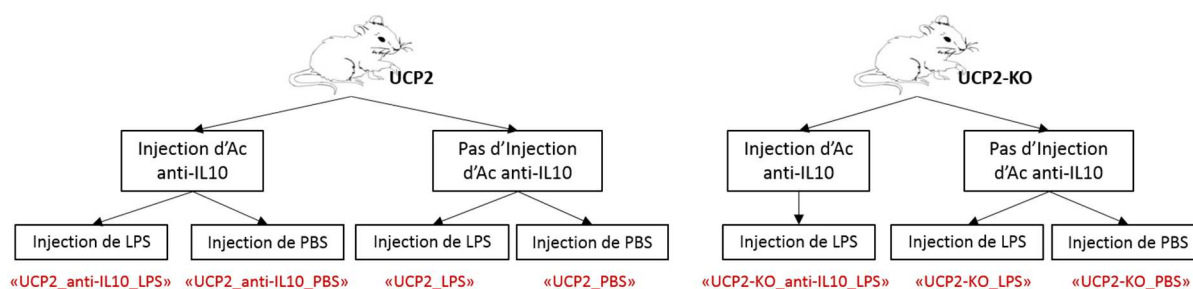 UCP2
UCP2-KO
Injection d’Ac
anti-IL10
Pas d’Injection
d’Ac anti-IL10
Injection d’Ac
anti-IL10
Pas d’Injection
d’Ac anti-IL10
Injection de LPS
Injection de PBS
Injection de LPS
Injection de PBS
Injection de LPS
Injection de LPS
Injection de PBS
«UCP2_anti-IL10_LPS»
«UCP2_anti-IL10_PBS»
«UCP2_LPS»
«UCP2_PBS»
«UCP2-KO_anti-IL10_LPS»
«UCP2-KO_LPS»
«UCP2-KO_PBS»